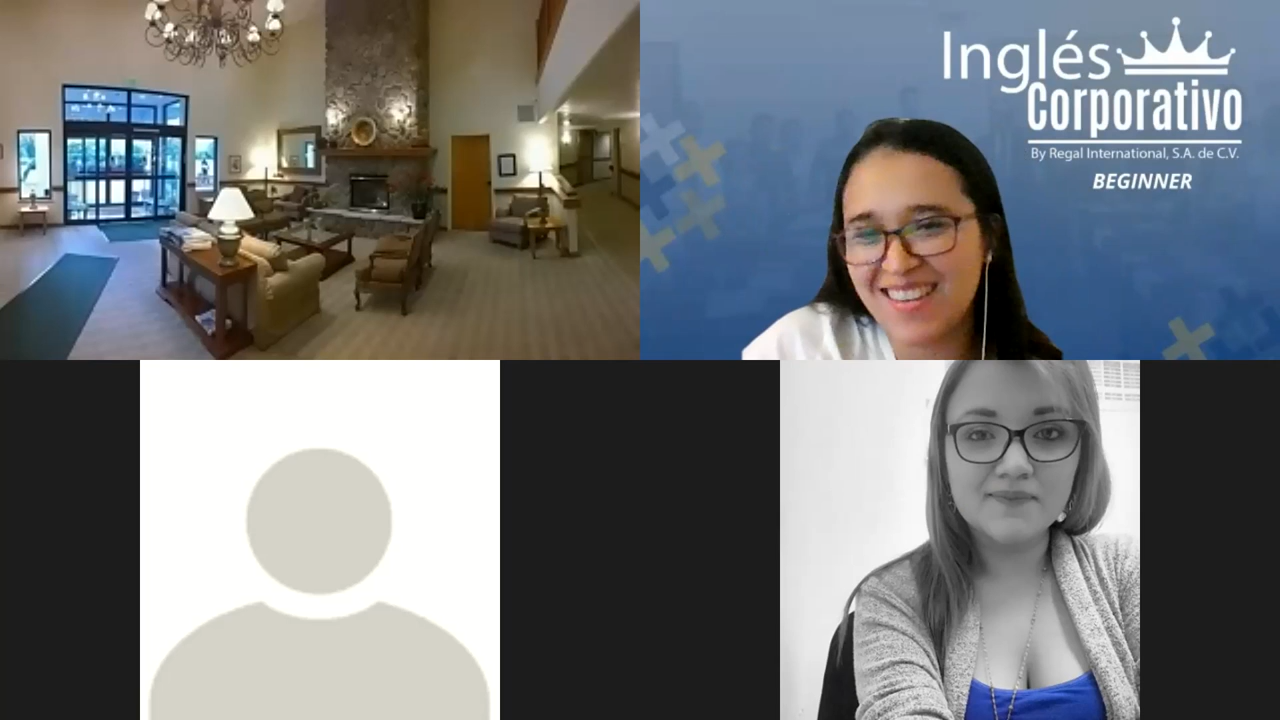 Inglés
Corporativo
By Regal International, S.A. de C.V.
BEGINNER